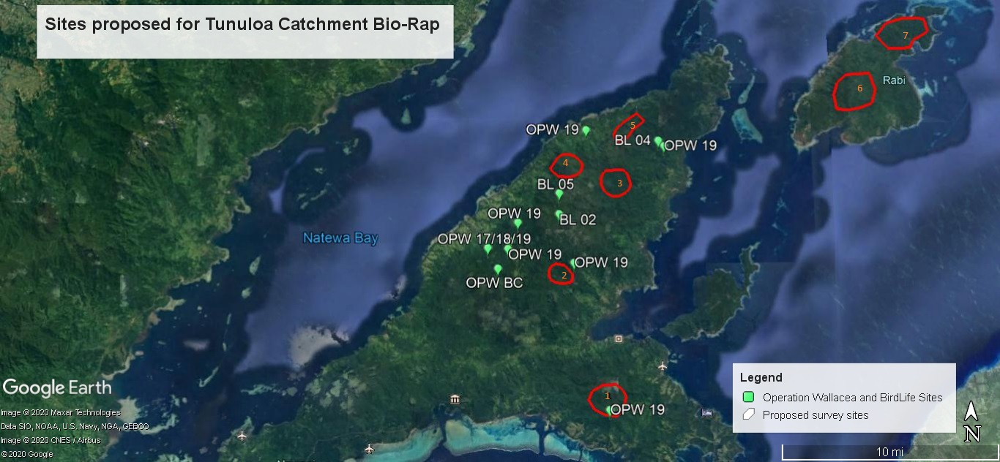 Sites proposed for Tunuloa Catchment Bio-Rap
7
Rabi
6
OPW 19
5
BL 04
OPW 19
4
3
BL 05
OPW 19
BL 02
Natewa Bay
OPW 17/18/19
OPW 19
OPW 19
2
OPW BC
1
OPW 19
Legend
Operation Wallacea and BirdLife Sites
Proposed survey sites
N
10 mi
Google Earth
Image © 2020 Maxar Technologies
Data SIO, NOAA, U.S. Navy, NGA, GEBCO
Image © 2020 CNES / Airbus
© 2020 Google